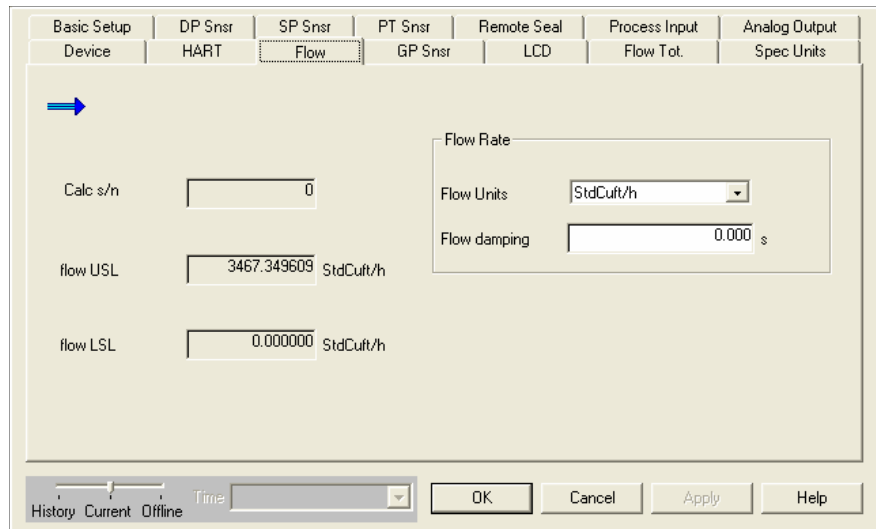 Basic Setup DP Snsr SP Snsr PT Snsr Remote Seal Process Input Analog Output
Device HART Flow GP Snsr LCD Flow Tot. Spec Units
Flow Rate
Calc s/n 0
Flow Units StdCuft/h
Flow damping 0.000 s
flow USL 3467.349609 StdCuft/h
flow LSL 0.000000 StdCuft/h
Time
History Current Offline
OK Cancel Apply Help